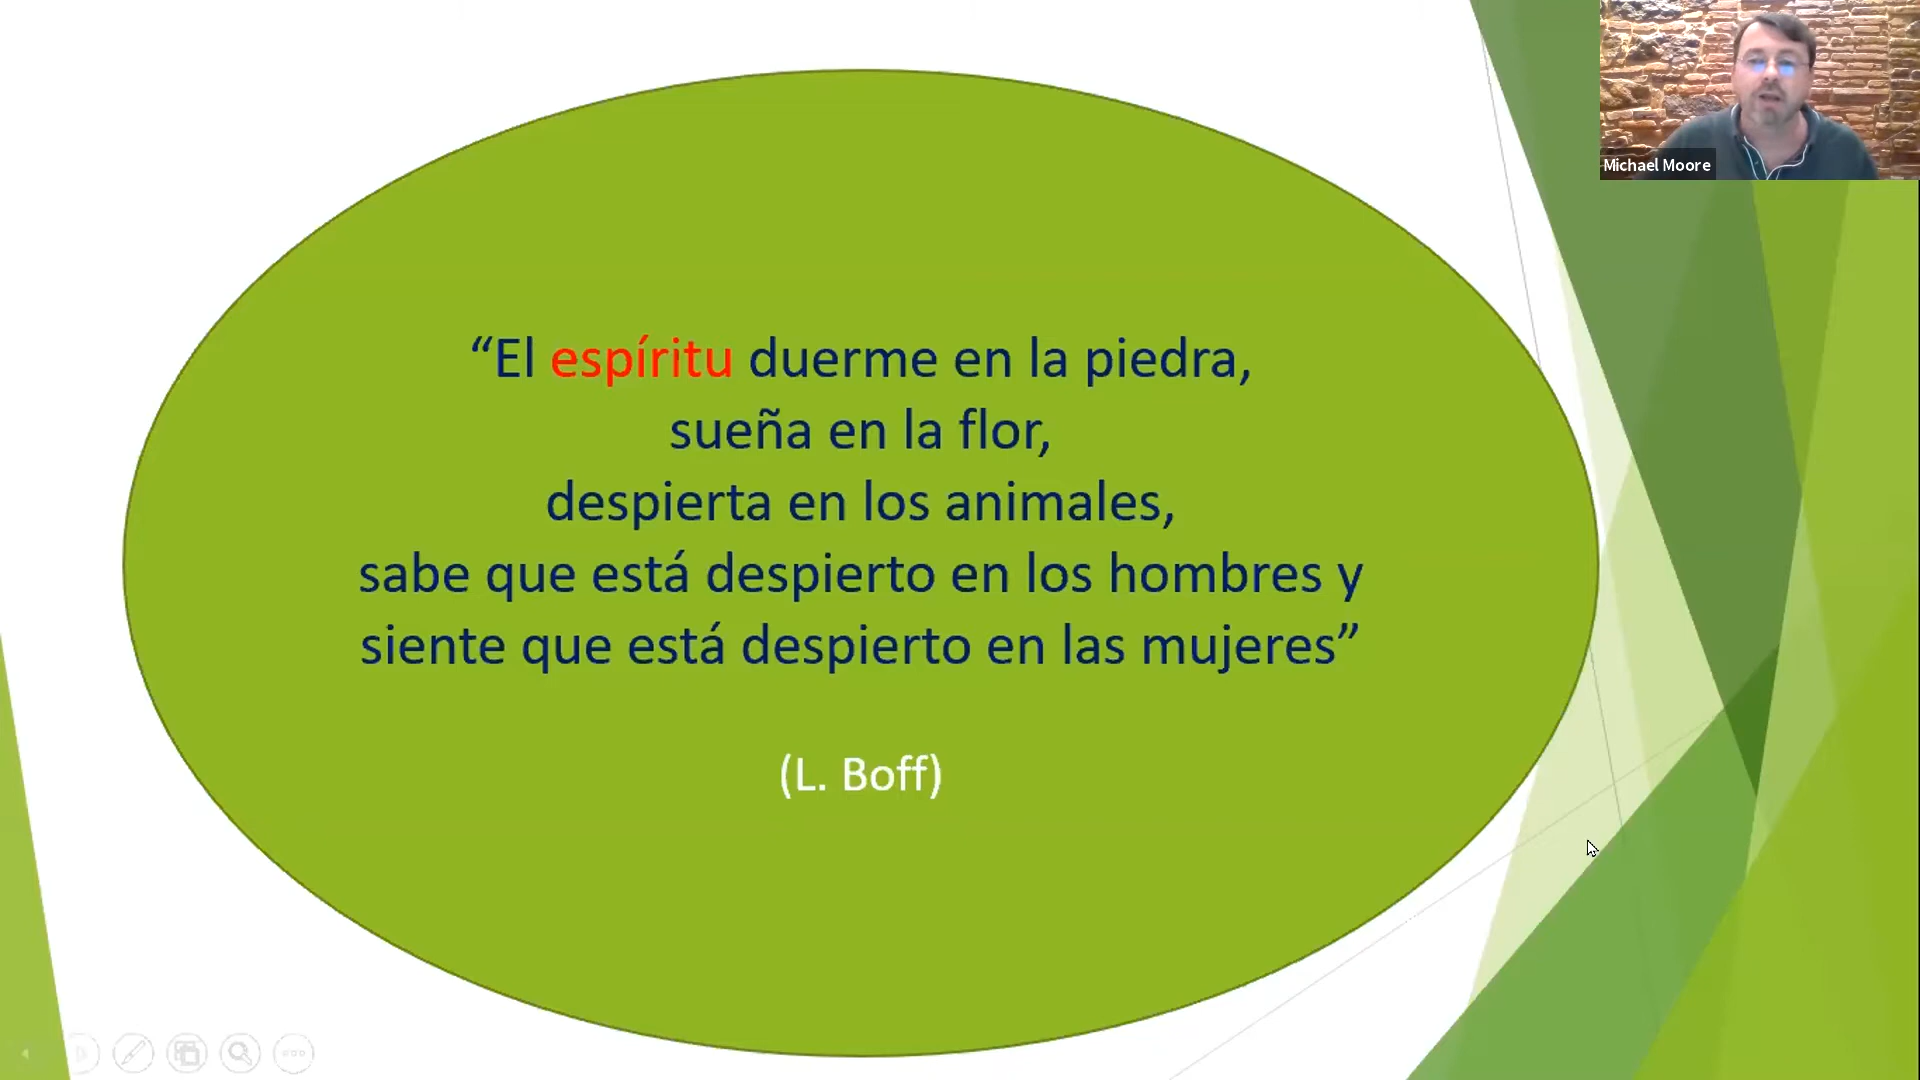 Michael Moore
“El espíritu duerme en la piedra,
sueña en la flor,
despierta en los animales,
sabe que está despierto en los hombres y
siente que está despierto en las mujeres”
(L. Boff)